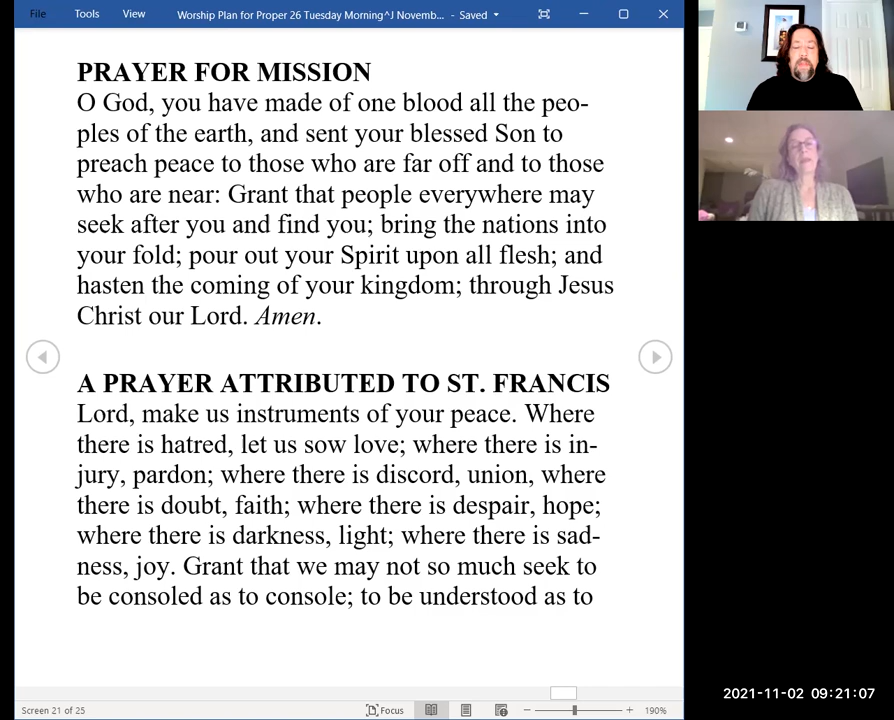 File Tools View Worship Plan for Proper 26 Tuesday Morning^J Novemb... - Saved
PRAYER FOR MISSION
O God, you have made of one blood all the peo-
ples of the earth, and sent your blessed Son to
preach peace to those who are far off and to those
who are near: Grant that people everywhere may
seek after you and find you; bring the nations into
your fold; pour out your Spirit upon all flesh; and
hasten the coming of your kingdom; through Jesus
Christ our Lord. Amen.
A PRAYER ATTRIBUTED TO ST. FRANCIS
Lord, make us instruments of your peace. Where
there is hatred, let us sow love; where there is in-
jury, pardon; where there is discord, union, where
there is doubt, faith; where there is despair, hope;
where there is darkness, light; where there is sad-
ness, joy. Grant that we may not so much seek to
be consoled as to console; to be understood as to
2021-11-02 09:21:07
Screen 21 of 25 Focus 190%